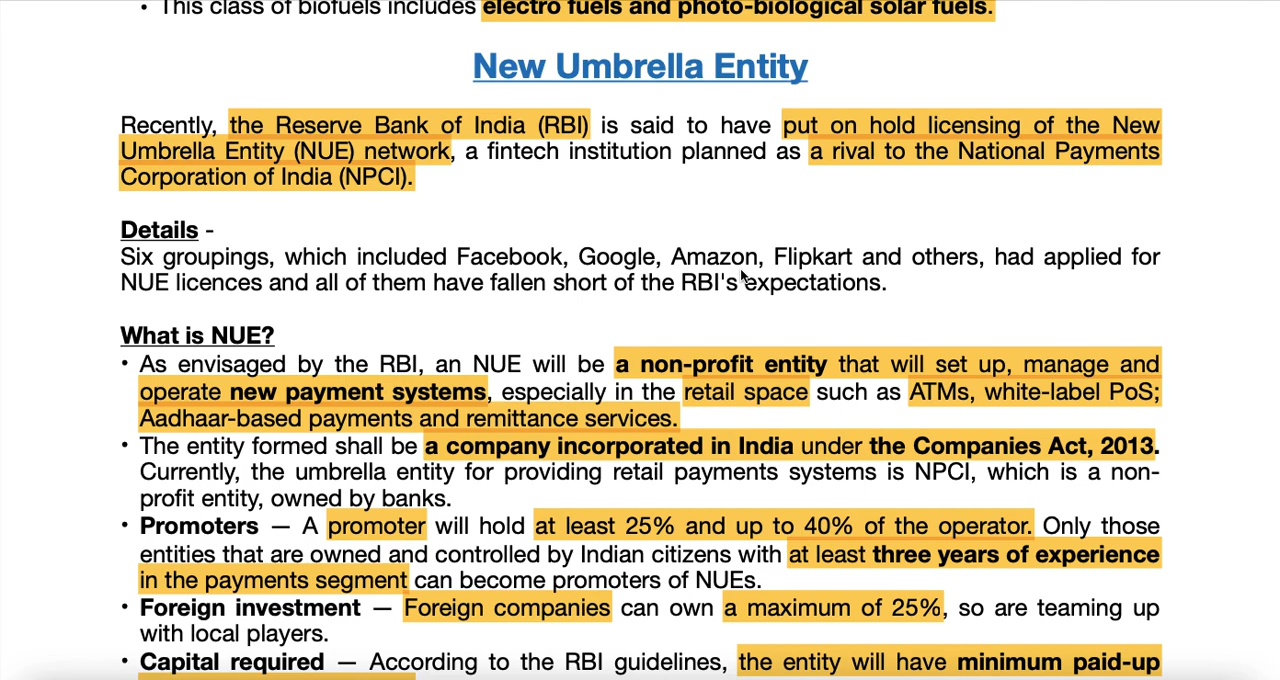 • This class of biofuels includes electro fuels and photo-biological solar fuels.
New Umbrella Entity
Recently, the Reserve Bank of India (RBI) is said to have put on hold licensing of the New
Umbrella Entity (NUE) network, a fintech institution planned as a rival to the National Payments
Corporation of India (NPCI).
Details -
Six groupings, which included Facebook, Google, Amazon, Flipkart and others, had applied for
NUE licences and all of them have fallen short of the RBI's expectations.
What is NUE?
• As envisaged by the RBI, an NUE will be a non-profit entity that will set up, manage and
operate new payment systems, especially in the retail space such as ATMs, white-label PoS;
Aadhaar-based payments and remittance services.
• The entity formed shall be a company incorporated in India under the Companies Act, 2013.
Currently, the umbrella entity for providing retail payments systems is NPCI, which is a non-
profit entity, owned by banks.
• Promoters — A promoter will hold at least 25% and up to 40% of the operator. Only those
entities that are owned and controlled by Indian citizens with at least three years of experience
in the payments segment can become promoters of NUEs.
• Foreign investment — Foreign companies can own a maximum of 25%, so are teaming up
with local players.
• Capital required — According to the RBI guidelines, the entity will have minimum paid-up